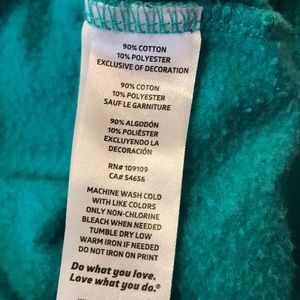 90% COTTON
10% POLYESTER
EXCLUSIVE OF DECORATION
90% COTON
10% POLYESTER
SAUF LE GARNITURE
90% ALGODÓN
10% POLIÉSTER
EXCLUYENDO LA
DECORACIÓN
RN# 109109
CA# 54656
MACHINE WASH COLD
WITH LIKE COLORS
ONLY NON-CHLORINE
BLEACH WHEN NEEDED
TUMBLE DRY LOW
WARM IRON IF NEEDED
DO NOT IRON ON PRINT
Do what you love.
Love what you do.®